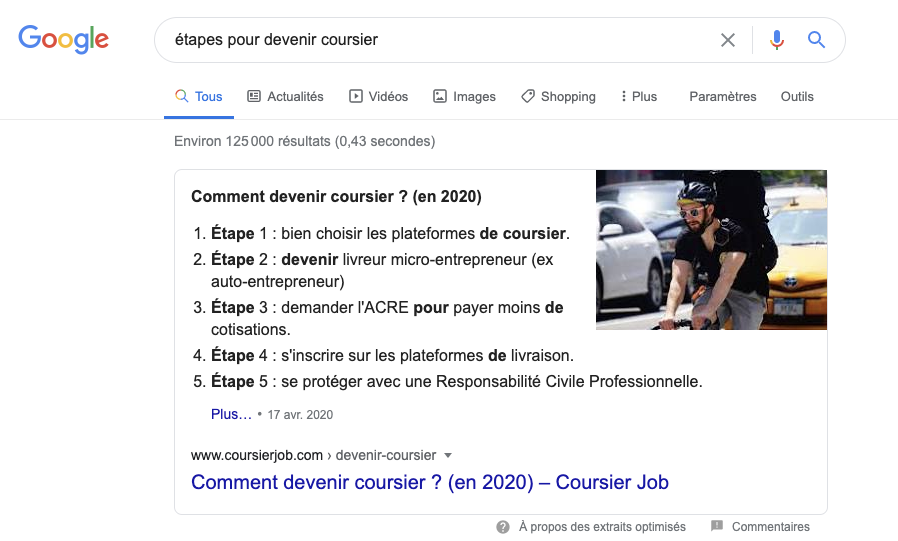 Google
étapes pour devenir coursier
Tous Actualités Vidéos Images Shopping Plus Paramètres Outils
Environ 125 000 résultats (0,43 secondes)
Comment devenir coursier ? (en 2020)
1. Étape 1 : bien choisir les plateformes de coursier.
2. Étape 2 : devenir livreur micro-entrepreneur (ex
auto-entrepreneur)
3. Étape 3 : demander l'ACRE pour payer moins de
cotisations.
4. Étape 4 : s'inscrire sur les plateformes de livraison.
5. Étape 5 : se protéger avec une Responsabilité Civile Professionnelle.
Plus… • 17 avr. 2020
www.coursierjob.com › devenir-coursier
Comment devenir coursier ? (en 2020) – Coursier Job
À propos des extraits optimisés Commentaires